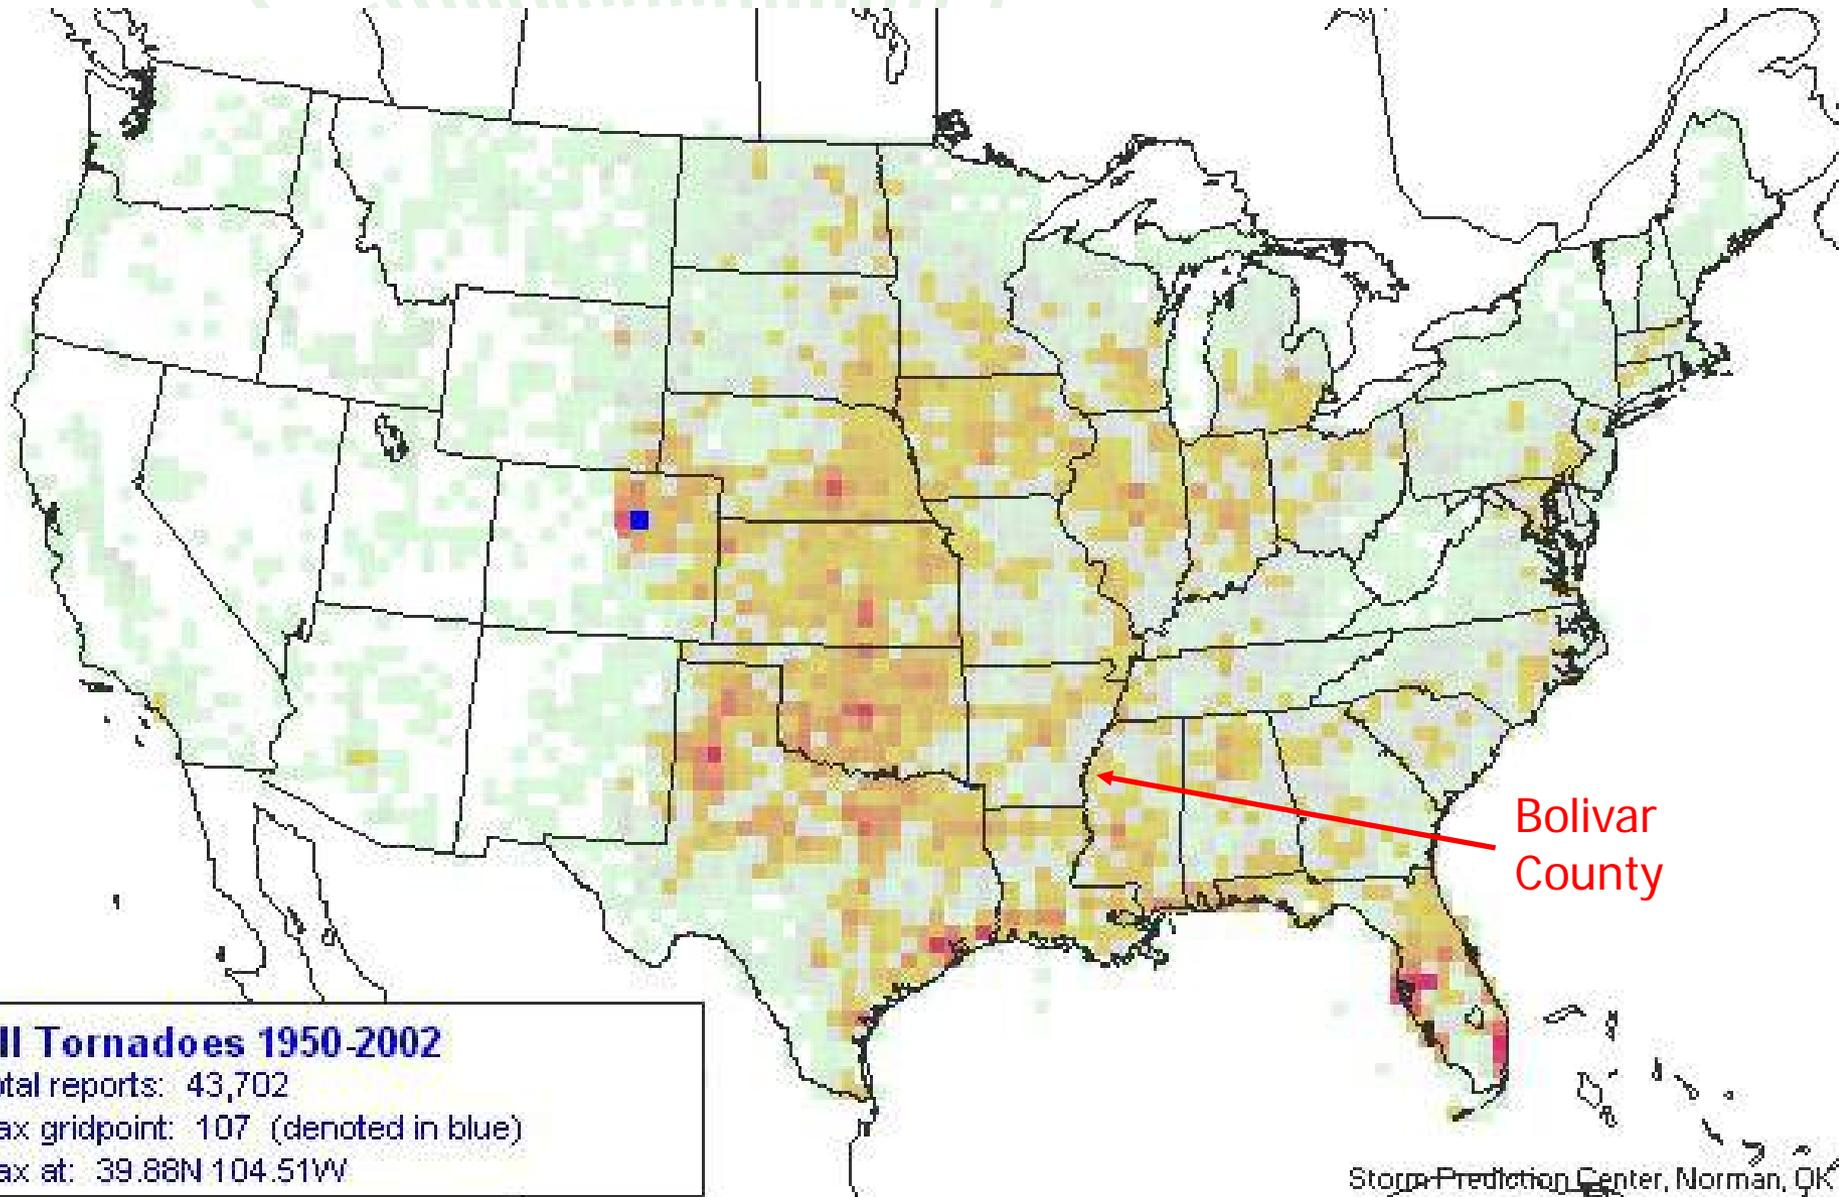 Bolivar
County
ll Tornadoes 1950-2002
otal reports: 43,702
ax gridpoint: 107 (denoted in blue)
ax at: 39.88N 104.51W
Storm Prediction Center, Norman, OK